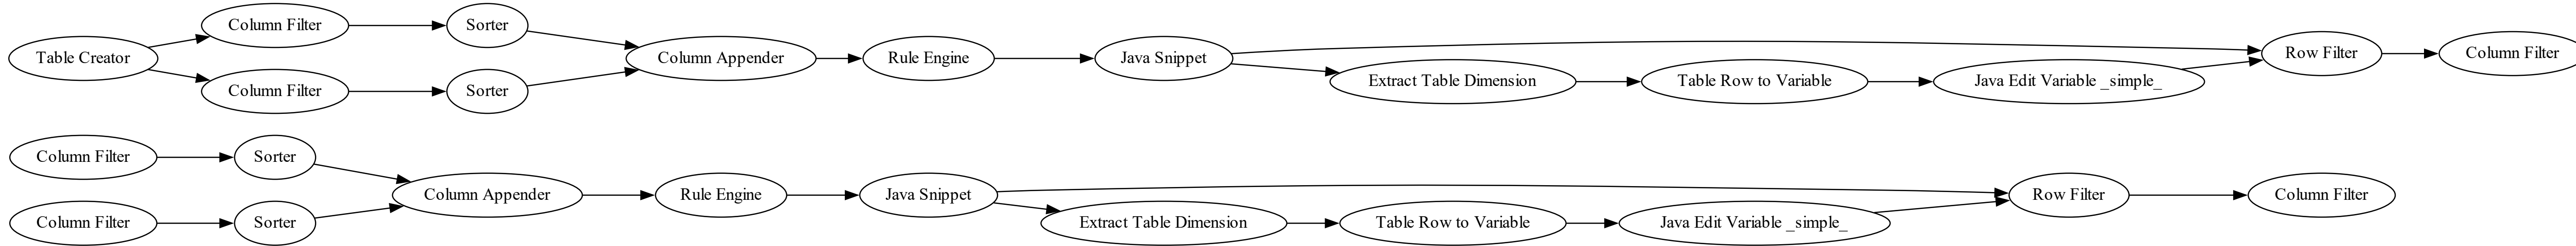 Column Filter
Sorter
Table Creator
Column Appender
Rule Engine
Java Snippet
Row Filter
Column Filter
Column Filter
Sorter
Extract Table Dimension
Table Row to Variable
Java Edit Variable _simple_
Column Filter
Sorter
Column Appender
Rule Engine
Java Snippet
Row Filter
Column Filter
Column Filter
Sorter
Extract Table Dimension
Table Row to Variable
Java Edit Variable _simple_